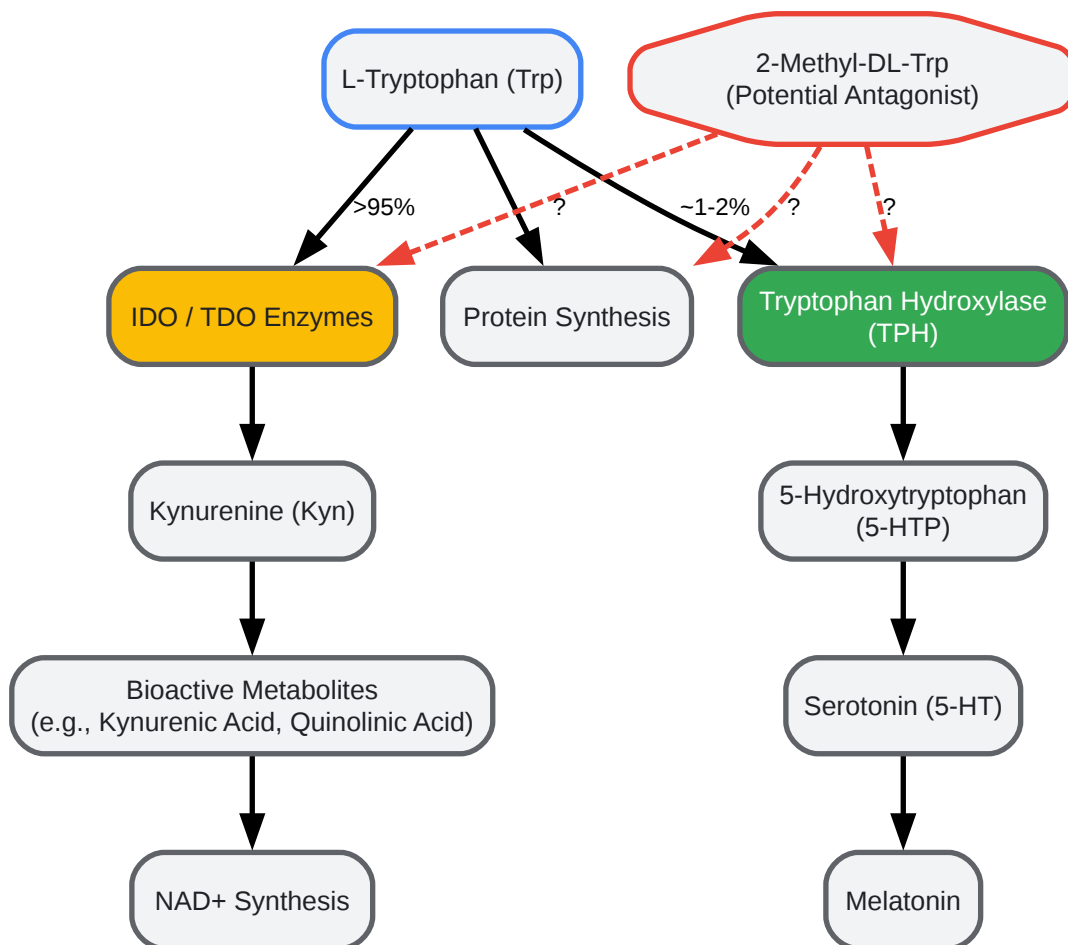 L-Tryptophan (Trp)
2-Methyl-DL-Trp
(Potential Antagonist)
>95%
?
~1-2%
?
?
IDO / TDO Enzymes
Protein Synthesis
Tryptophan Hydroxylase
(TPH)
Kynurenine (Kyn)
5-Hydroxytryptophan
(5-HTP)
Bioactive Metabolites
(e.g., Kynurenic Acid, Quinolinic Acid)
Serotonin (5-HT)
NAD+ Synthesis
Melatonin